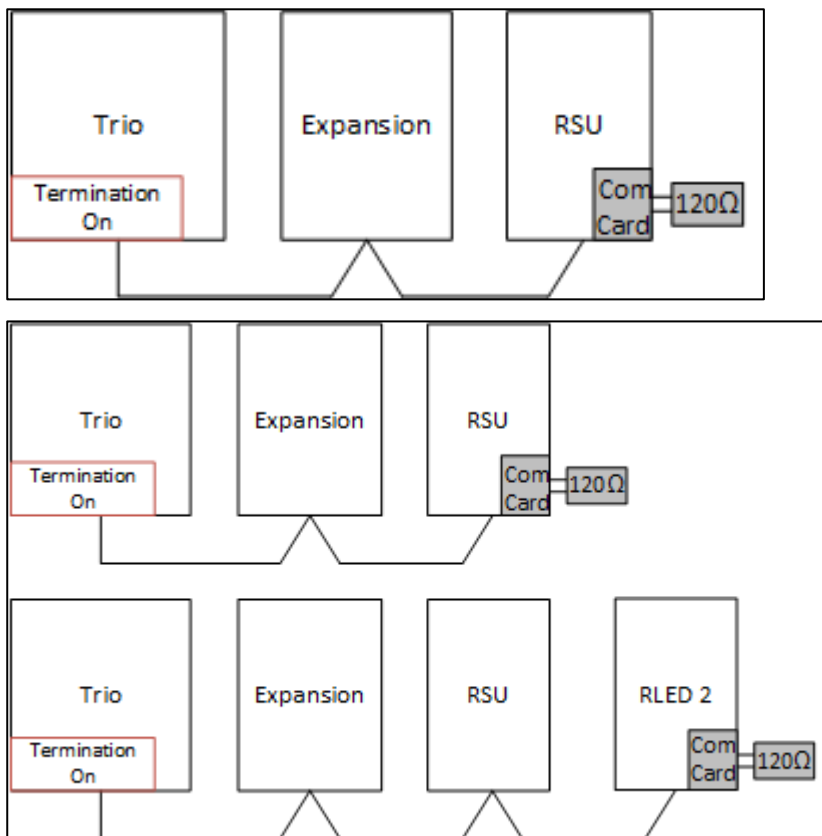 Trio
Expansion
RSU
Termination
On
Com
Card
120Ω
Trio
Expansion
RSU
Termination
On
Com
Card
120Ω
Trio
Expansion
RSU
RLED 2
Termination
On
Com
Card
120Ω